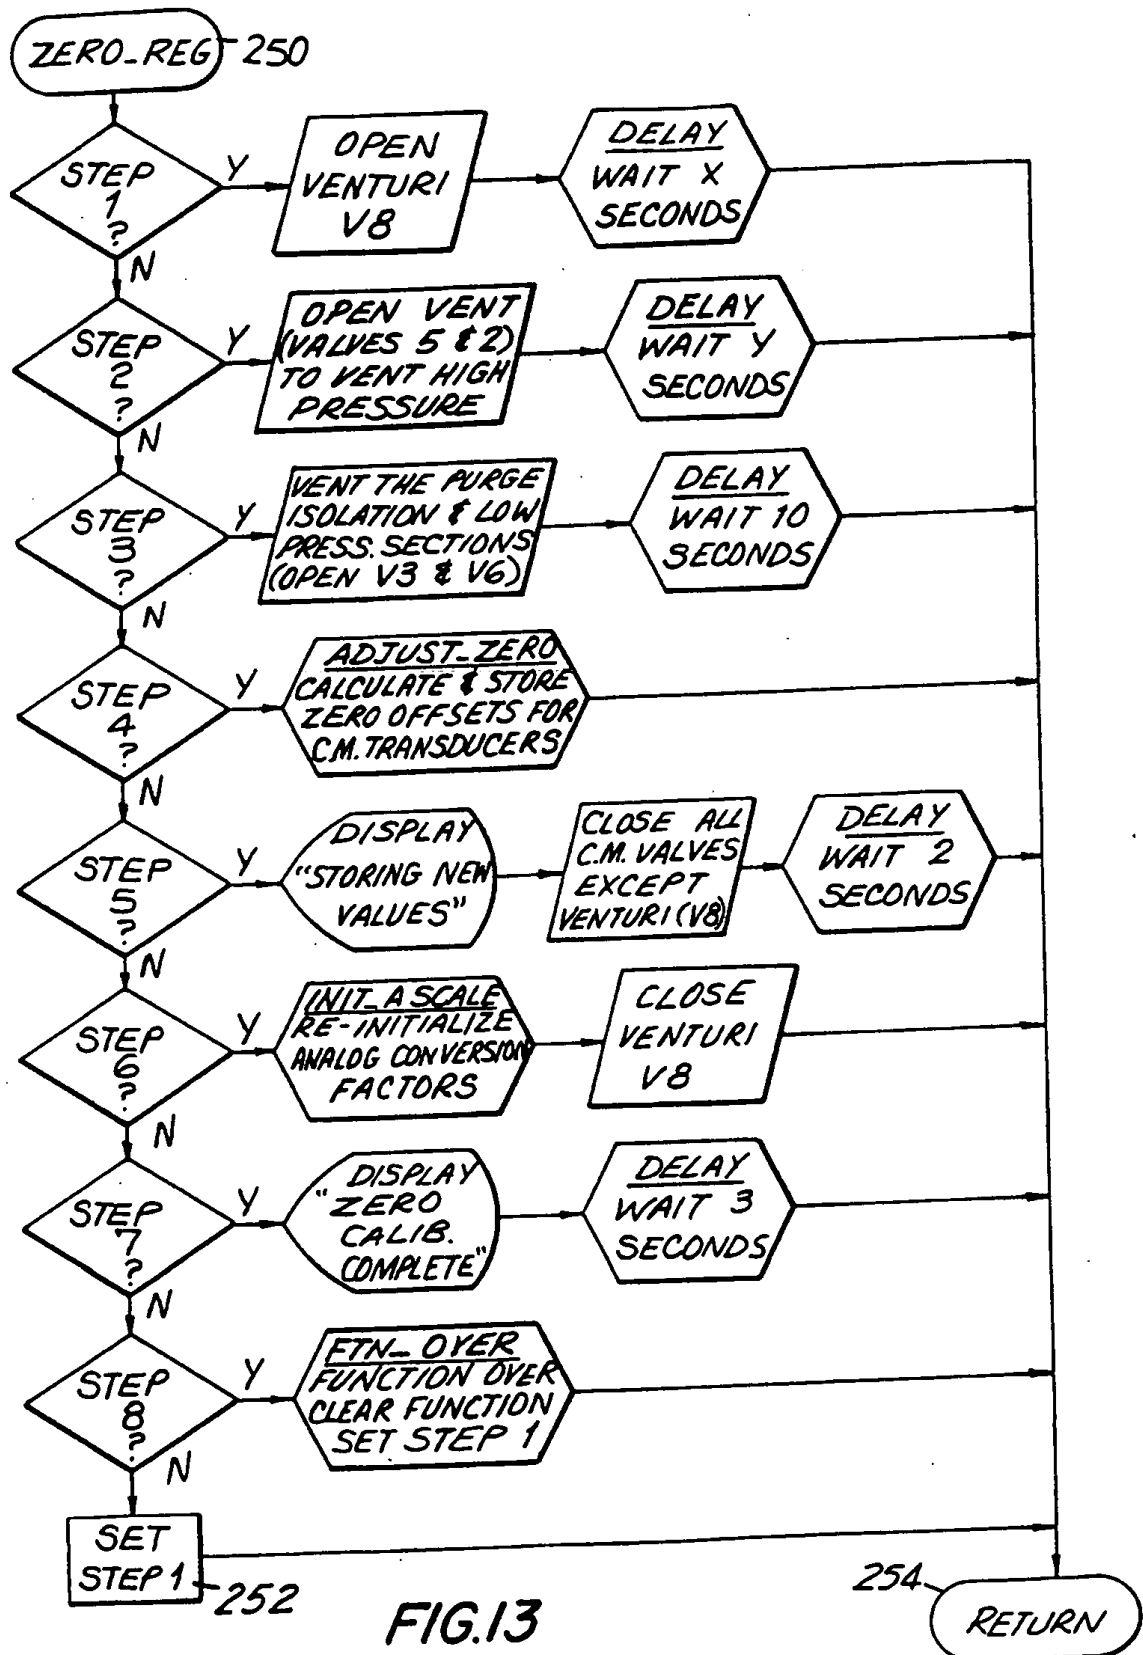 ZERO_REG 250
STEP
1
?
Y
N
OPEN
VENTURI
V8
DELAY
WAIT X
SECONDS
STEP
2
?
Y
N
OPEN VENT
(VALVES 5 & 2)
TO VENT HIGH
PRESSURE
DELAY
WAIT Y
SECONDS
STEP
3
?
Y
N
VENT THE PURGE
ISOLATION & LOW
PRESS. SECTIONS
(OPEN V3 & V6)
DELAY
WAIT 10
SECONDS
STEP
4
?
Y
N
ADJUST_ZERO
CALCULATE & STORE
ZERO OFFSETS FOR
C.M. TRANSDUCERS
STEP
5
?
Y
N
DISPLAY
"STORING NEW
VALUES"
CLOSE ALL
C.M. VALVES
EXCEPT
VENTURI (V8)
DELAY
WAIT 2
SECONDS
STEP
6
?
Y
N
INIT_A SCALE
RE-INITIALIZE
ANALOG CONVERSION
FACTORS
CLOSE
VENTURI
V8
STEP
7
?
Y
N
DISPLAY
"ZERO
CALIB.
COMPLETE"
DELAY
WAIT 3
SECONDS
STEP
8
?
Y
N
FTN_OVER
FUNCTION OVER
CLEAR FUNCTION
SET STEP 1
SET
STEP 1
252
254
RETURN
FIG.13